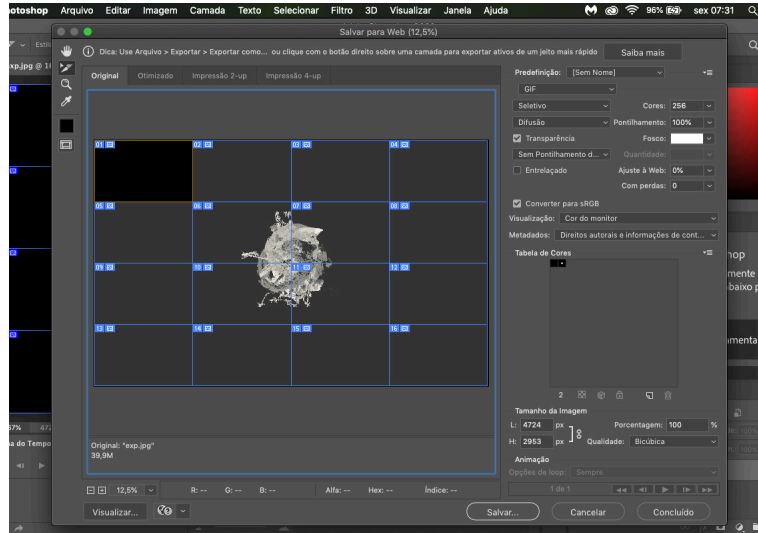 otoshop Arquivo Editar Imagem Camada Texto Selecionar Filtro 3D Visualizar Janela Ajuda 96% sex 07:31
Salvar para Web (12,5%)
Dica: Use Arquivo > Exportar > Exportar como... ou clique com o botão direito sobre uma camada para exportar ativos de um jeito mais rápido Saiba mais
Original Otimizado Impressão 2-up Impressão 4-up
Predefinição: [Sem Nome]
GIF
Seletivo Cores: 256
Difusão Pontilhamento: 100%
Transparência Fosco:
Sem Pontilhamento d... Quantidade:
Entrelaçado Ajuste à Web: 0%
Com perdas: 0
Converter para sRGB
Visualização: Cor do monitor
Metadados: Direitos autorais e informações de cont...
Tabela de Cores
01 02 03 04
05 06 07 08
09 10 11 12
13 14 15 16
2
Tamanho da Imagem
L: 4724 px Porcentagem: 100 %
H: 2953 px Qualidade: Bicúbica
Animação
Opções de loop: Sempre
1 de 1
Original: "exp.jpg"
39,9M
12,5% R: -- G: -- B: -- Alfa: -- Hex: -- Índice: --
Visualizar... Salvar... Cancelar Concluído
xp.jpg @ 1
67% 472
a do Tempo
hop
mente
baixo p
menta